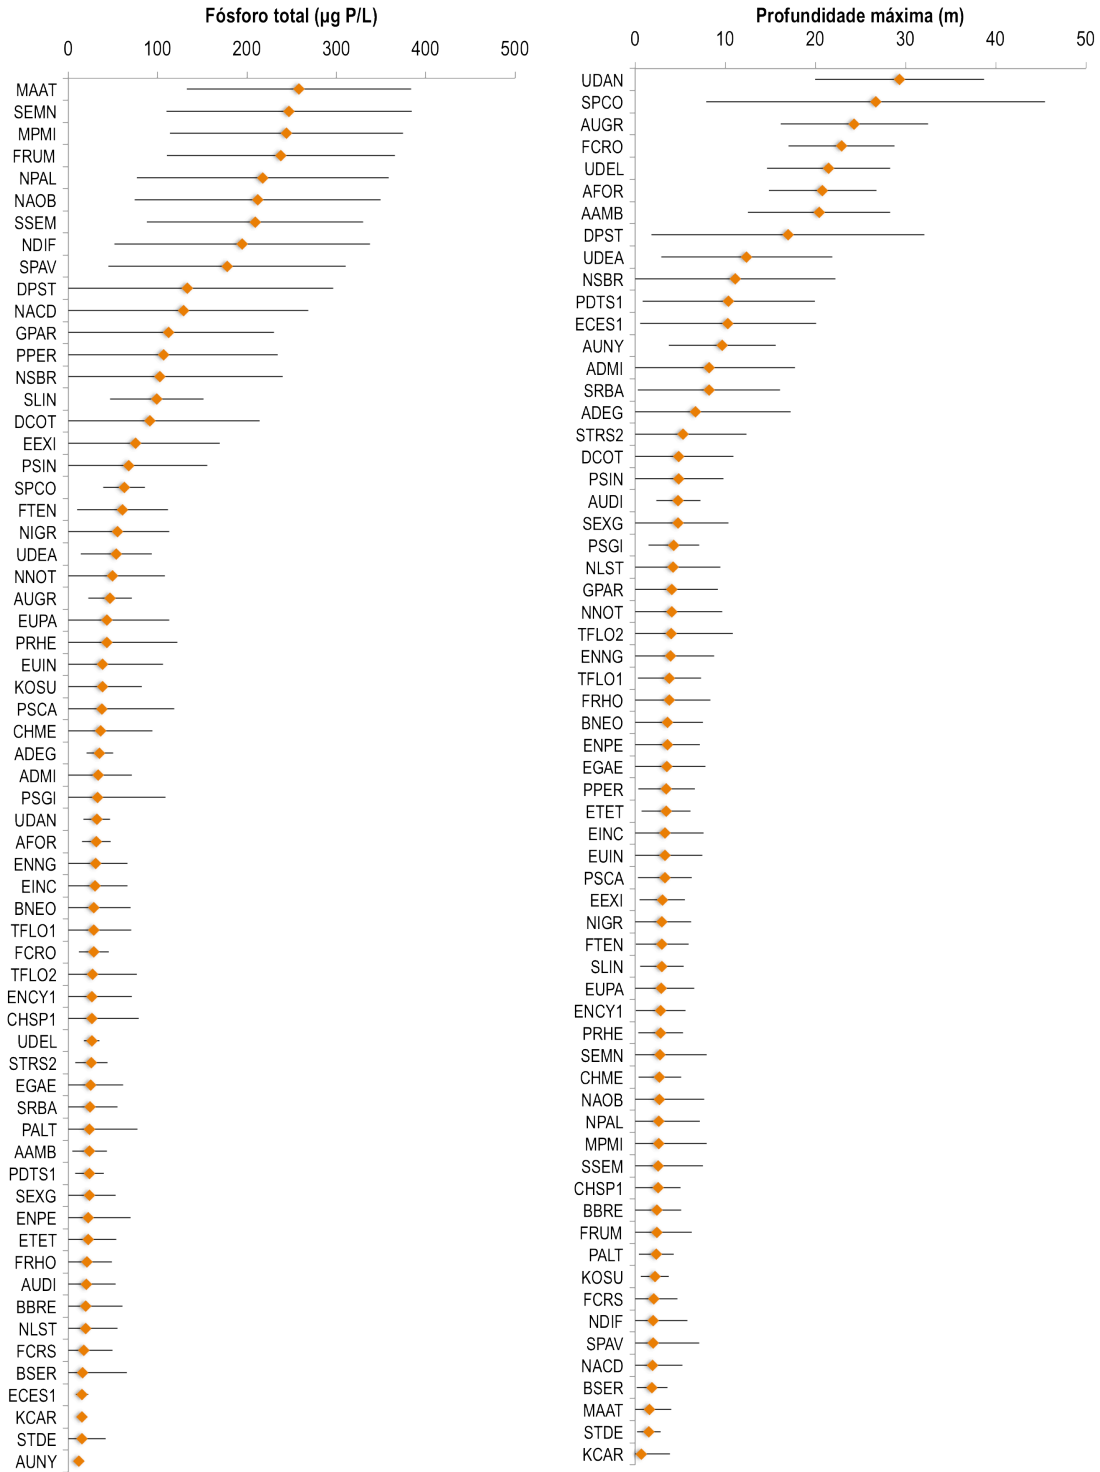 Fósforo total (µg P/L)
0 100 200 300 400 500
MAAT
SEMN
MPMI
FRUM
NPAL
NAOB
SSEM
NDIF
SPAV
DPST
NACD
GPAR
PPER
NSBR
SLIN
DCOT
EEXI
PSIN
SPCO
FTEN
NIGR
UDEA
NNOT
AUGR
EUPA
PRHE
EUIN
KOSU
PSCA
CHME
ADEG
ADMI
PSGI
UDAN
AFOR
ENNG
EINC
BNEO
TFLO1
FCRO
TFLO2
ENCY1
CHSP1
UDEL
STRS2
EGAE
SRBA
PALT
AAMB
PDTS1
SEXG
ENPE
ETET
FRHO
AUDI
BBRE
NLST
FCRS
BSER
ECES1
KCAR
STDE
AUNY
Profundidade máxima (m)
0 10 20 30 40 50
UDAN
SPCO
AUGR
FCRO
UDEL
AFOR
AAMB
DPST
UDEA
NSBR
PDTS1
ECES1
AUNY
ADMI
SRBA
ADEG
STRS2
DCOT
PSIN
AUDI
SEXG
PSGI
NLST
GPAR
NNOT
TFLO2
ENNG
TFLO1
FRHO
BNEO
ENPE
EGAE
PPER
ETET
EINC
EUIN
PSCA
EEXI
NIGR
FTEN
SLIN
EUPA
ENCY1
PRHE
SEMN
CHME
NAOB
NPAL
MPMI
SSEM
CHSP1
BBRE
FRUM
PALT
KOSU
FCRS
NDIF
SPAV
NACD
BSER
MAAT
STDE
KCAR